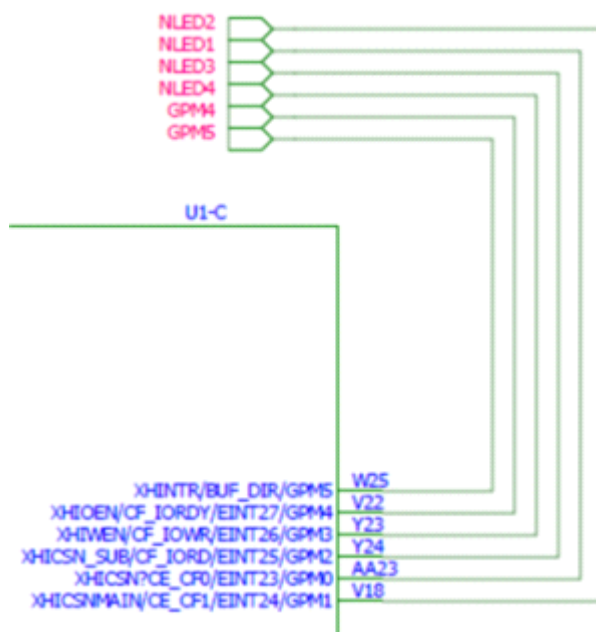 NLED2
NLED1
NLED3
NLED4
GPM4
GPM5
U1-C
XHINTR/BUF_DIR/GPM5 W25
XHIOEN/CF_IORDY/EINT27/GPM4 V22
XHIWEN/CF_IOWR/EINT26/GPM3 Y23
XHICSN_SUB/CF_IORD/EINT25/GPM2 Y24
XHICSN?CE_CF0/EINT23/GPM0 AA23
XHICSNMAIN/CE_CF1/EINT24/GPM1 V18